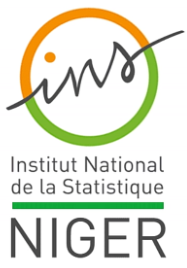 ins
Institut National
de la Statistique
NIGER